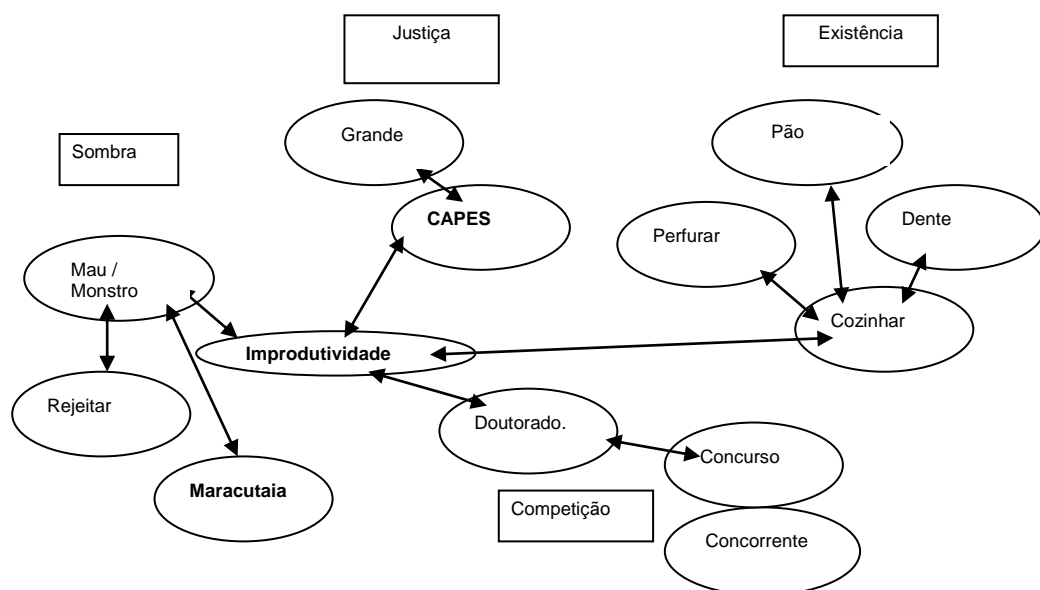 Justiça
Existência
Grande
Pão
Sombra
CAPES
Dente
Perfurar
Mau /
Monstro
Cozinhar
Improdutividade
Rejeitar
Doutorado.
Concurso
Maracutaia
Competição
Concorrente